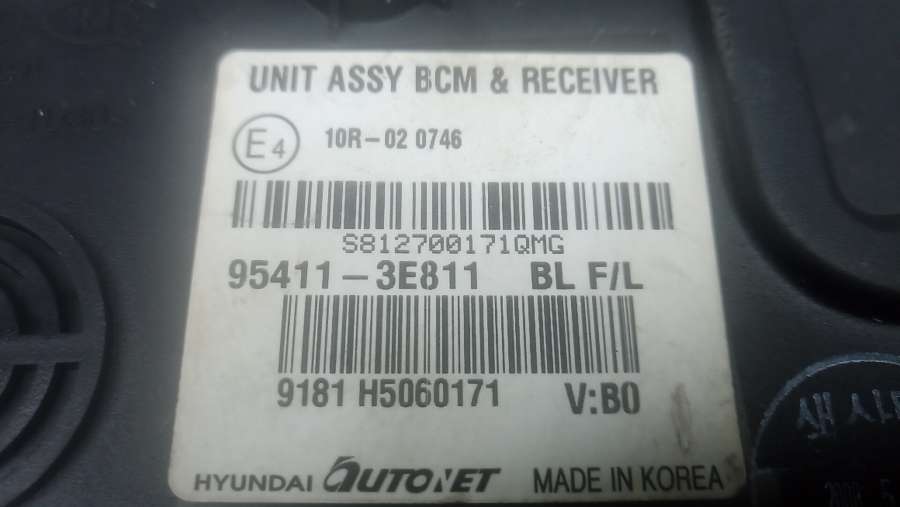 UNIT ASSY BCM & RECEIVER
E4 10R-02 0746
S812700171QMG
95411-3E811 BL F/L
9181 H5060171 V:B0
HYUNDAI AUTONET MADE IN KOREA